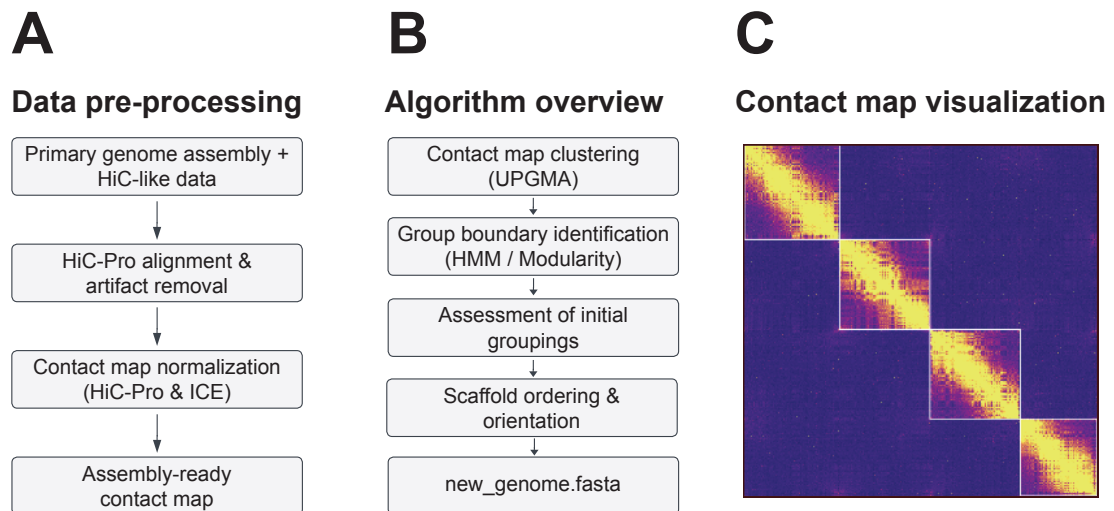 A
Data pre-processing
Primary genome assembly +
HiC-like data
HiC-Pro alignment &
artifact removal
Contact map normalization
(HiC-Pro & ICE)
Assembly-ready
contact map
B
Algorithm overview
Contact map clustering
(UPGMA)
Group boundary identification
(HMM / Modularity)
Assessment of initial
groupings
Scaffold ordering &
orientation
new_genome.fasta
C
Contact map visualization